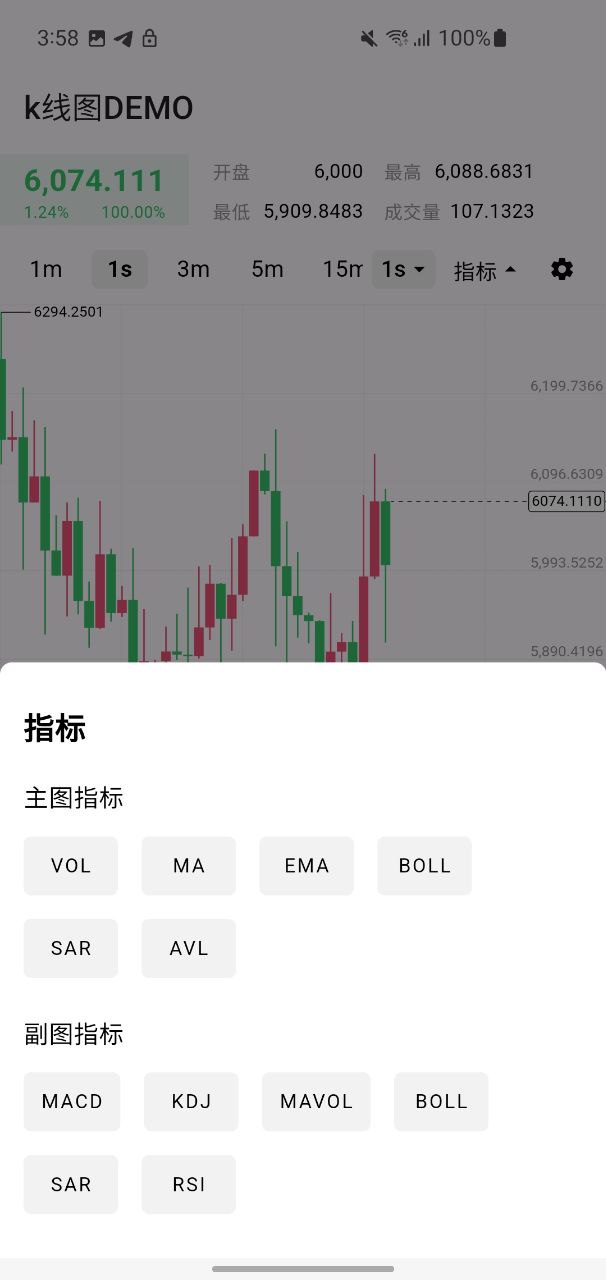 3:58 100%
k线图DEMO
6,074.111 开盘 6,000 最高 6,088.6831
1.24% 100.00% 最低 5,909.8483 成交量 107.1323
1m 1s 3m 5m 15m 1s 指标
6294.2501
6,199.7366
6,096.6309
6074.1110
5,993.5252
5,890.4196
指标
主图指标
VOL MA EMA BOLL
SAR AVL
副图指标
MACD KDJ MAVOL BOLL
SAR RSI